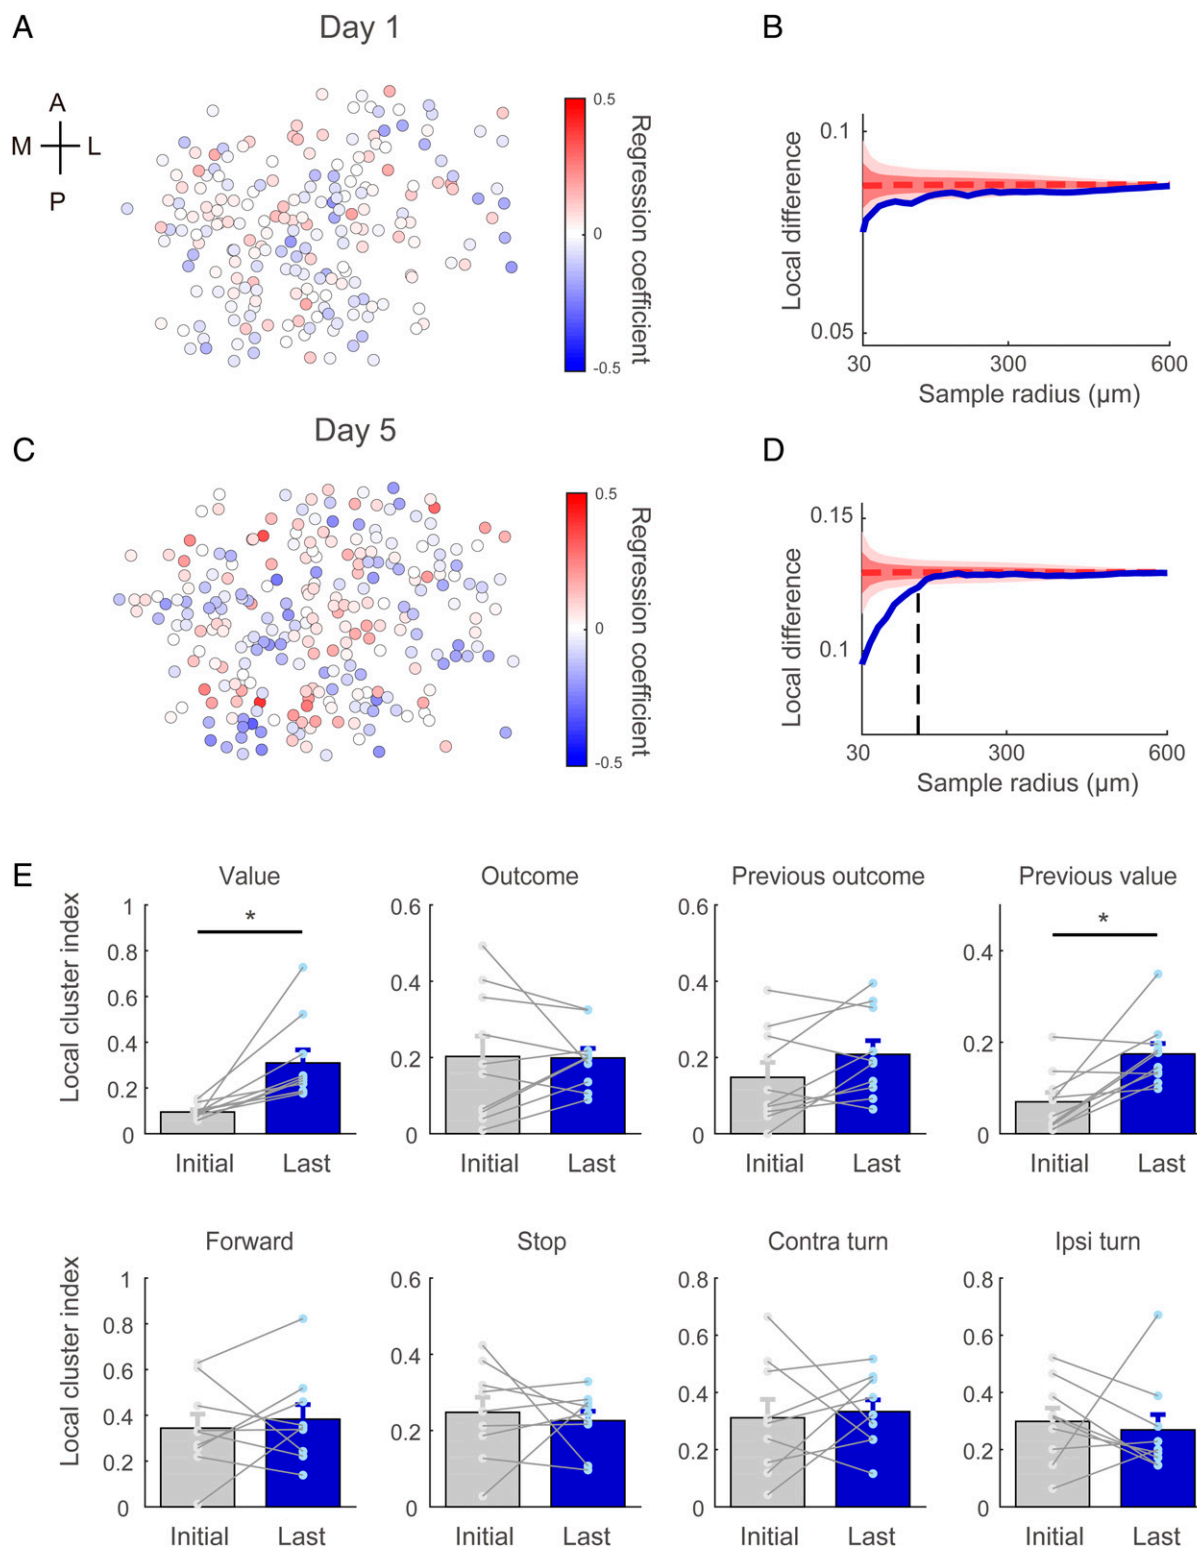 A
Day 1
A
M L
P
0.5
0
-0.5
Regression coefficient
B
0.1
0.05
Local difference
30 300 600
Sample radius (µm)
C
Day 5
0.5
0
-0.5
Regression coefficient
D
0.15
0.1
Local difference
30 300 600
Sample radius (µm)
E
Value
*
Local cluster index
1
0.8
0.6
0.4
0.2
0
Initial Last
Outcome
0.6
0.4
0.2
0
Initial Last
Previous outcome
0.6
0.4
0.2
0
Initial Last
Previous value
*
0.4
0.2
0
Initial Last
Forward
Local cluster index
1
0.8
0.6
0.4
0.2
0
Initial Last
Stop
0.6
0.4
0.2
0
Initial Last
Contra turn
0.8
0.6
0.4
0.2
0
Initial Last
Ipsi turn
0.8
0.6
0.4
0.2
0
Initial Last